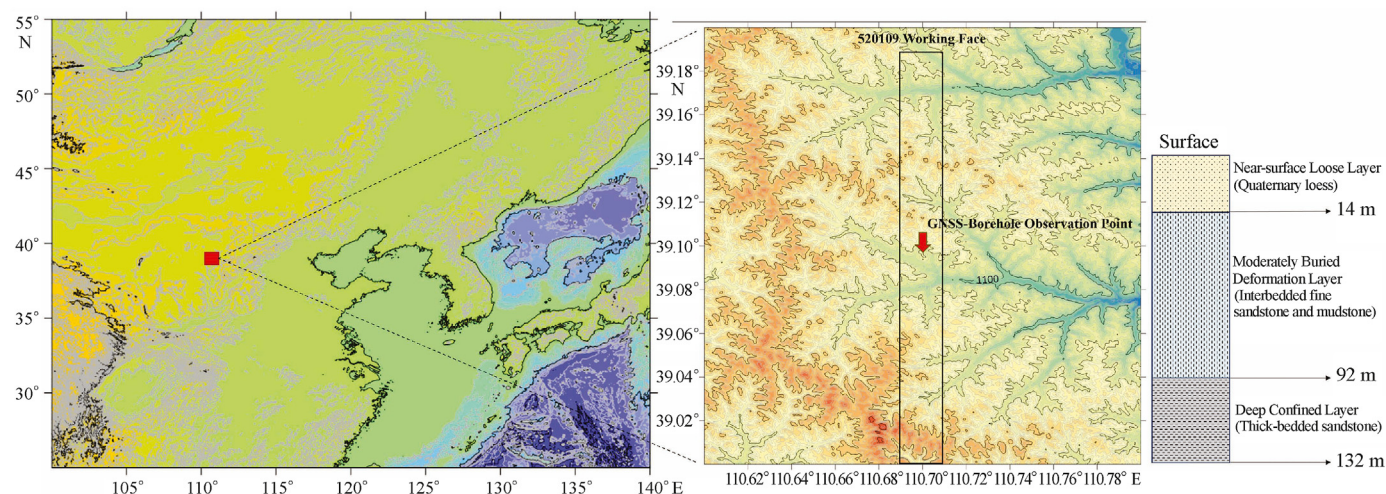 55°
N
50°
45°
40°
35°
30°
105
110°
115°
120°
125°
130°
135°
140°E
39.18°
N
39.16°
39.14°
39.12°
39.10°
39.08°
39.06°
39.04°
39.02°
520109 Working Face
GNSS-Borehole Observation Point
1100
110.62°110.64°110.66°110.68°110.70°110.72°110.74°110.76°110.78° E
Surface
Near-surface Loose Layer
(Quaternary loess)
14 m
Moderately Buried
Deformation Layer
(Interbedded fine
sandstone and mudstone)
92 m
Deep Confined Layer
(Thick-bedded sandstone)
132 m